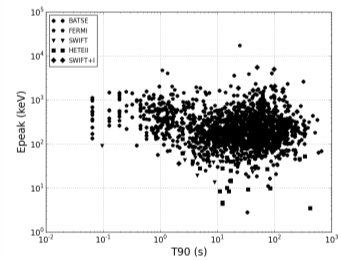 10^5
10^4
10^3
10^2
10^1
10^0
Epeak (keV)
BATSE
FERMI
SWIFT
HETEII
SWIFT+I
10^-2
10^-1
10^0
10^1
10^2
10^3
T90 (s)